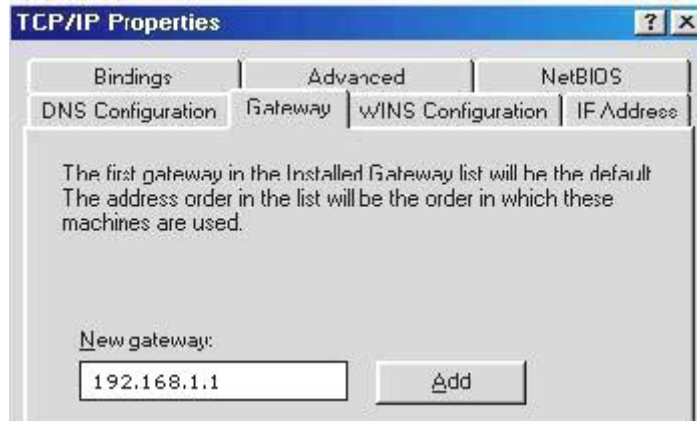 TCP/IP Properties
? X
Bindings Advanced NetBIOS
DNS Configuration Gateway WINS Configuration IP Address
The first gateway in the Installed Gateway list will be the default.
The address order in the list will be the order in which these
machines are used.
New gateway:
192.168.1.1 Add